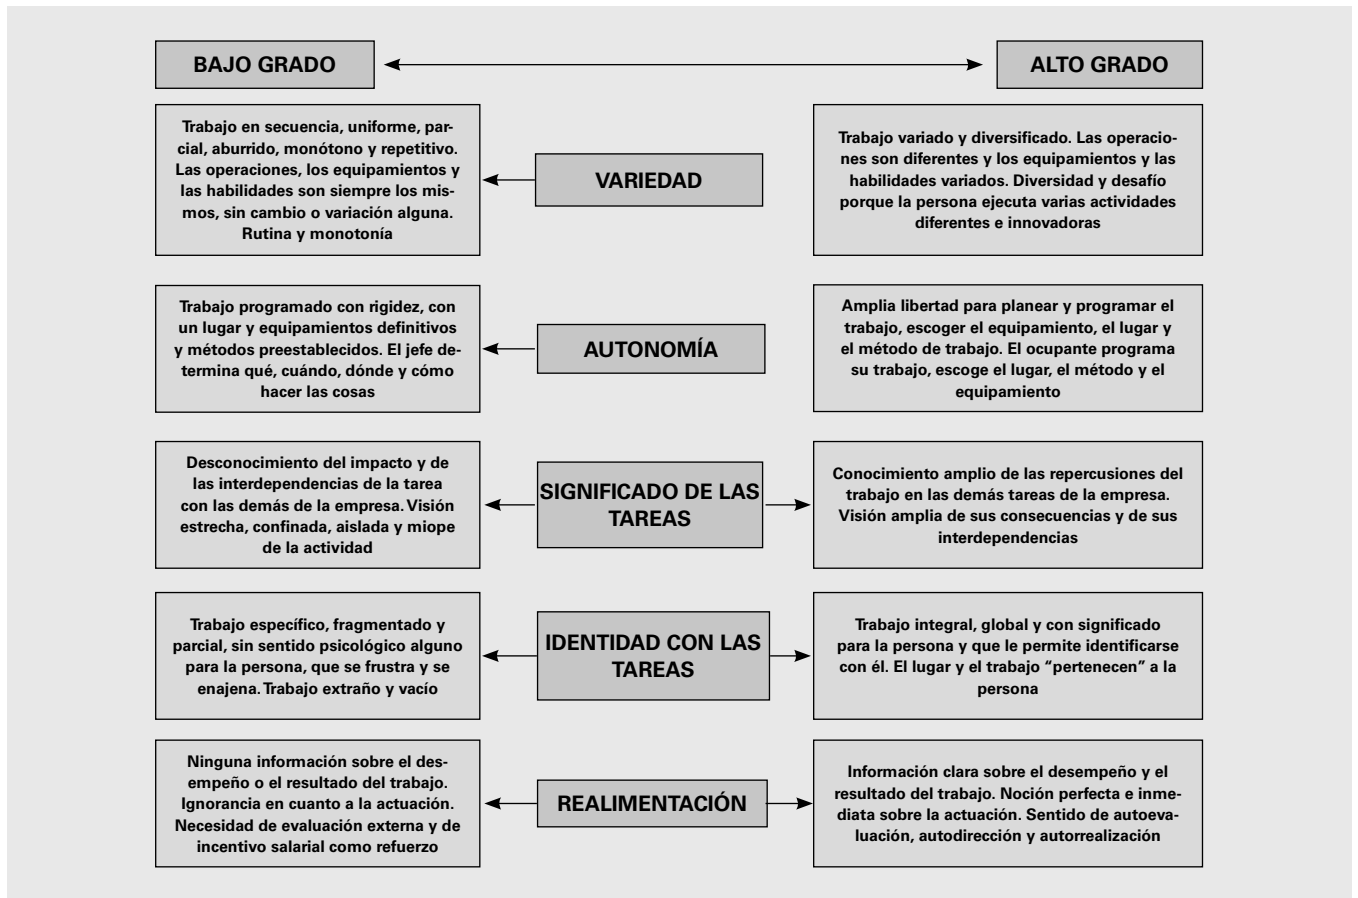 BAJO GRADO
ALTO GRADO
Trabajo en secuencia, uniforme, par-
cial, aburrido, monótono y repetitivo.
Las operaciones, los equipamientos y
las habilidades son siempre los mis-
mos, sin cambio o variación alguna.
Rutina y monotonía
VARIEDAD
Trabajo variado y diversificado. Las operacio-
nes son diferentes y los equipamientos y las
habilidades variados. Diversidad y desafío
porque la persona ejecuta varias actividades
diferentes e innovadoras
Trabajo programado con rigidez, con
un lugar y equipamientos definitivos
y métodos preestablecidos. El jefe de-
termina qué, cuándo, dónde y cómo
hacer las cosas
AUTONOMÍA
Amplia libertad para planear y programar el
trabajo, escoger el equipamiento, el lugar y
el método de trabajo. El ocupante programa
su trabajo, escoge el lugar, el método y el
equipamiento
Desconocimiento del impacto y de
las interdependencias de la tarea
con las demás de la empresa. Visión
estrecha, confinada, aislada y miope
de la actividad
SIGNIFICADO DE LAS
TAREAS
Conocimiento amplio de las repercusiones del
trabajo en las demás tareas de la empresa.
Visión amplia de sus consecuencias y de sus
interdependencias
Trabajo específico, fragmentado y
parcial, sin sentido psicológico alguno
para la persona, que se frustra y se
enajena. Trabajo extraño y vacío
IDENTIDAD CON LAS
TAREAS
Trabajo integral, global y con significado
para la persona y que le permite identificarse
con él. El lugar y el trabajo “pertenecen” a la
persona
Ninguna información sobre el des-
empeño o el resultado del trabajo.
Ignorancia en cuanto a la actuación.
Necesidad de evaluación externa y de
incentivo salarial como refuerzo
REALIMENTACIÓN
Información clara sobre el desempeño y el
resultado del trabajo. Noción perfecta e inme-
diata sobre la actuación. Sentido de autoeva-
luación, autodirección y autorrealización